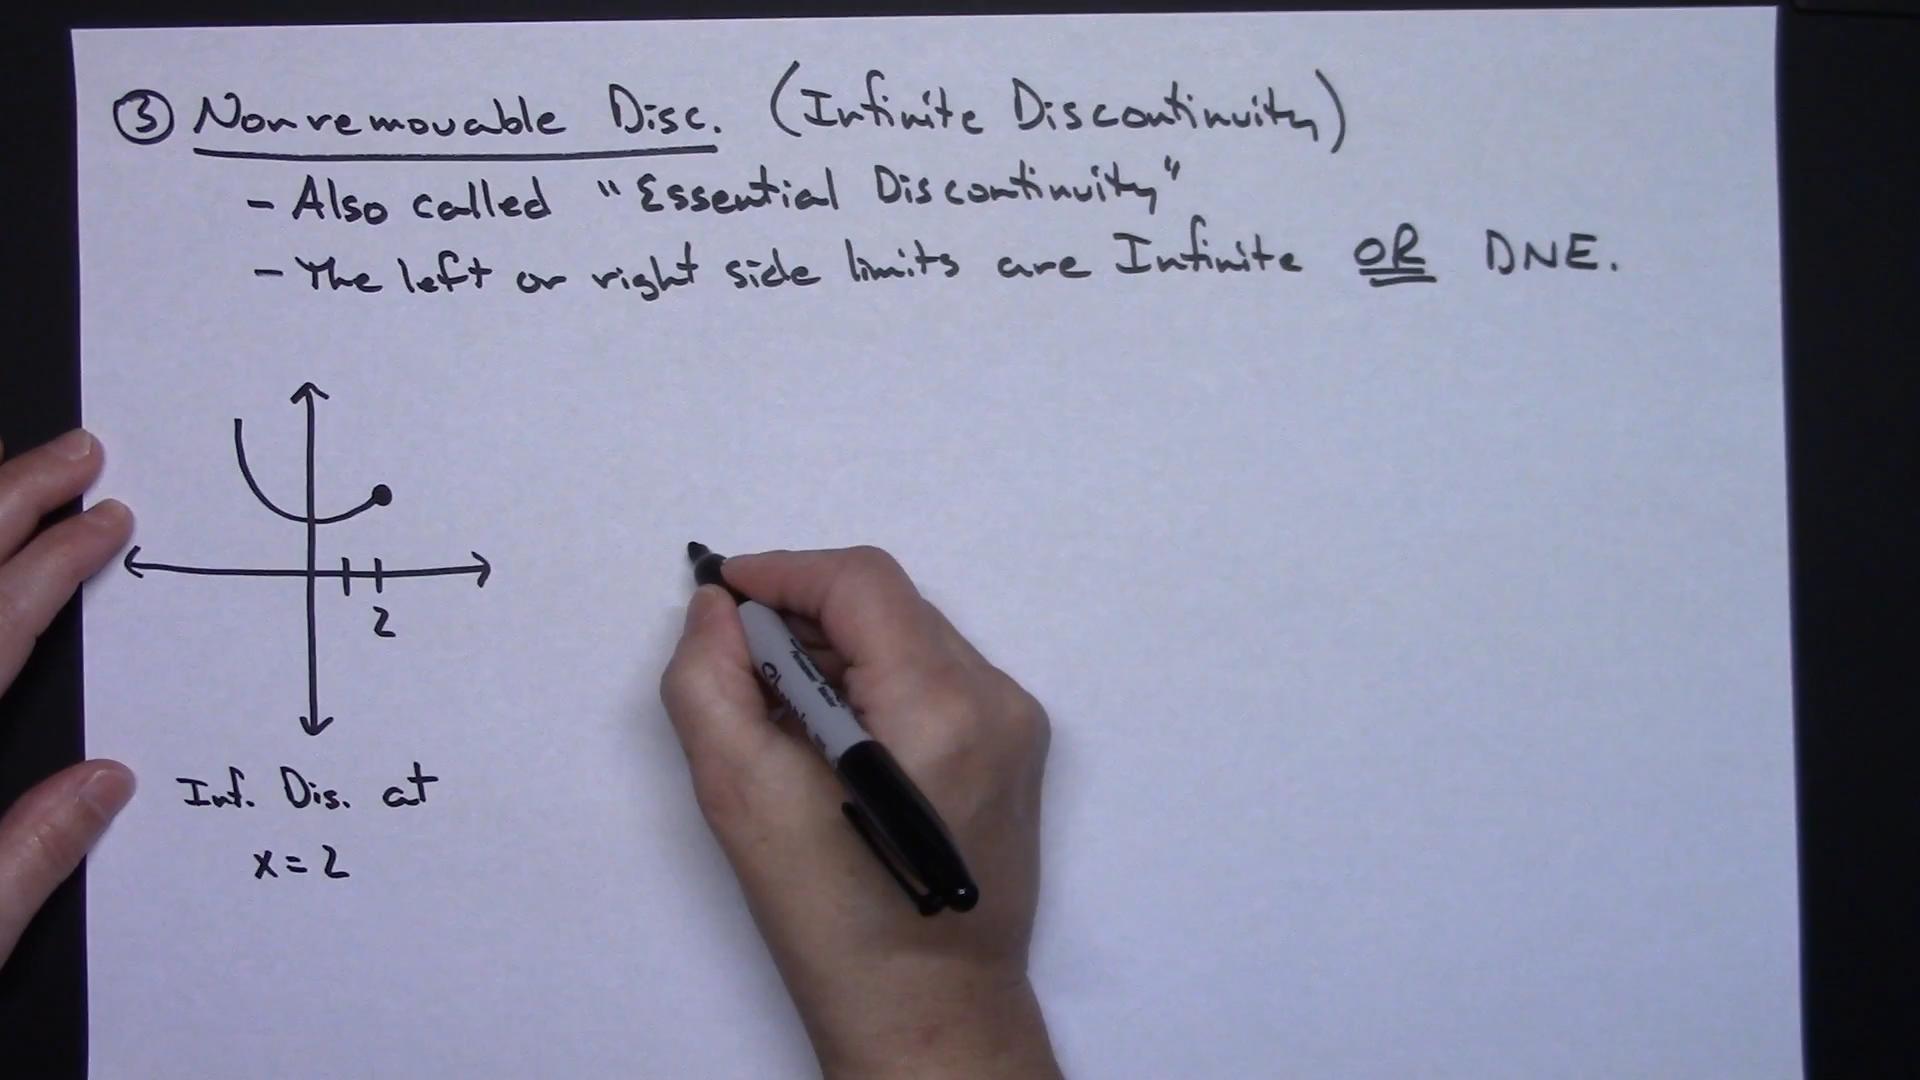 ③ Nonremovable Disc. (Infinite Discontinuity)
- Also called "Essential Discontinuity"
- The left or right side limits are Infinite OR DNE.
2
Inf. Dis. at
x = 2